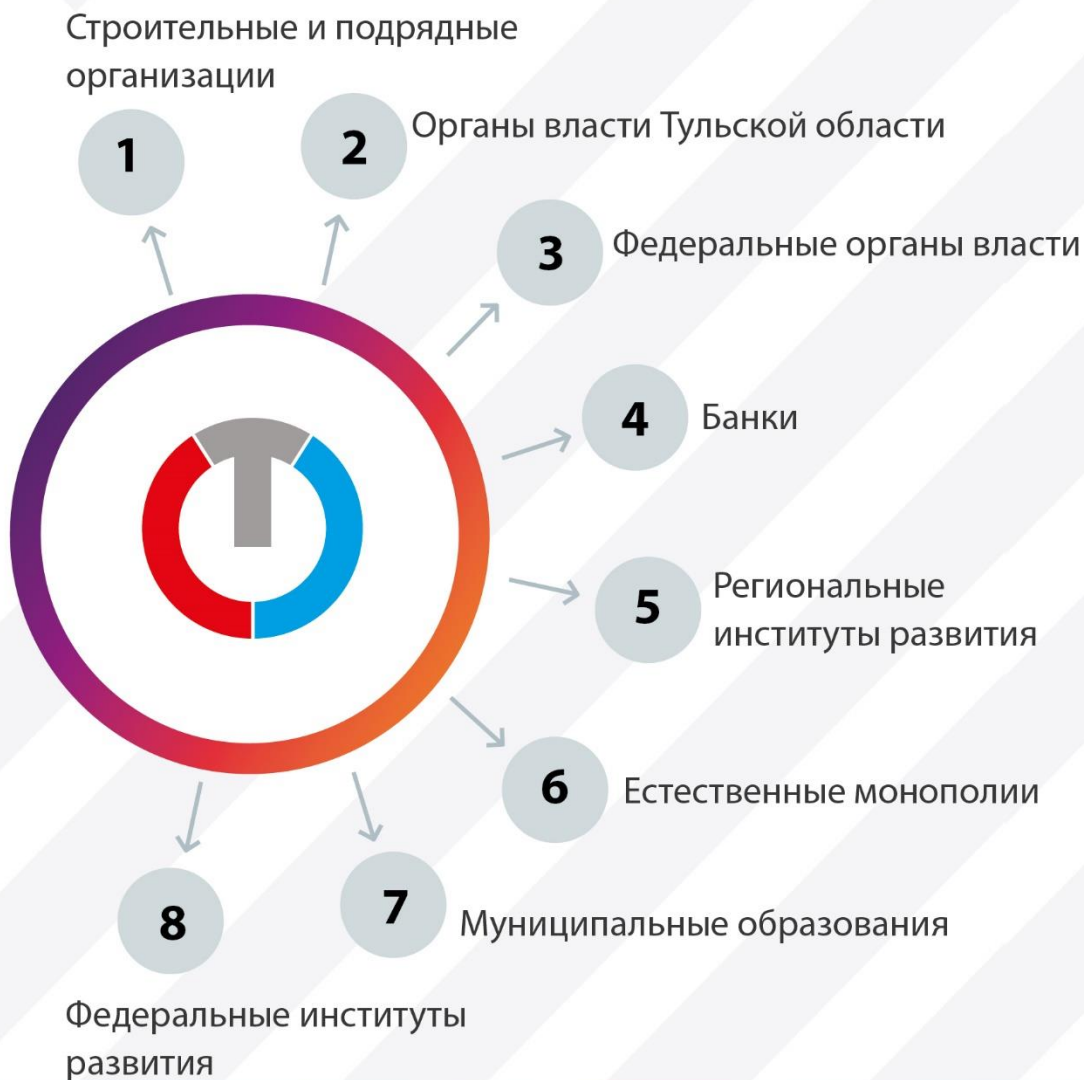 Строительные и подрядные
организации
1
2
Органы власти Тульской области
3
Федеральные органы власти
4
Банки
5
Региональные
институты развития
6
Естественные монополии
7
Муниципальные образования
8
Федеральные институты
развития